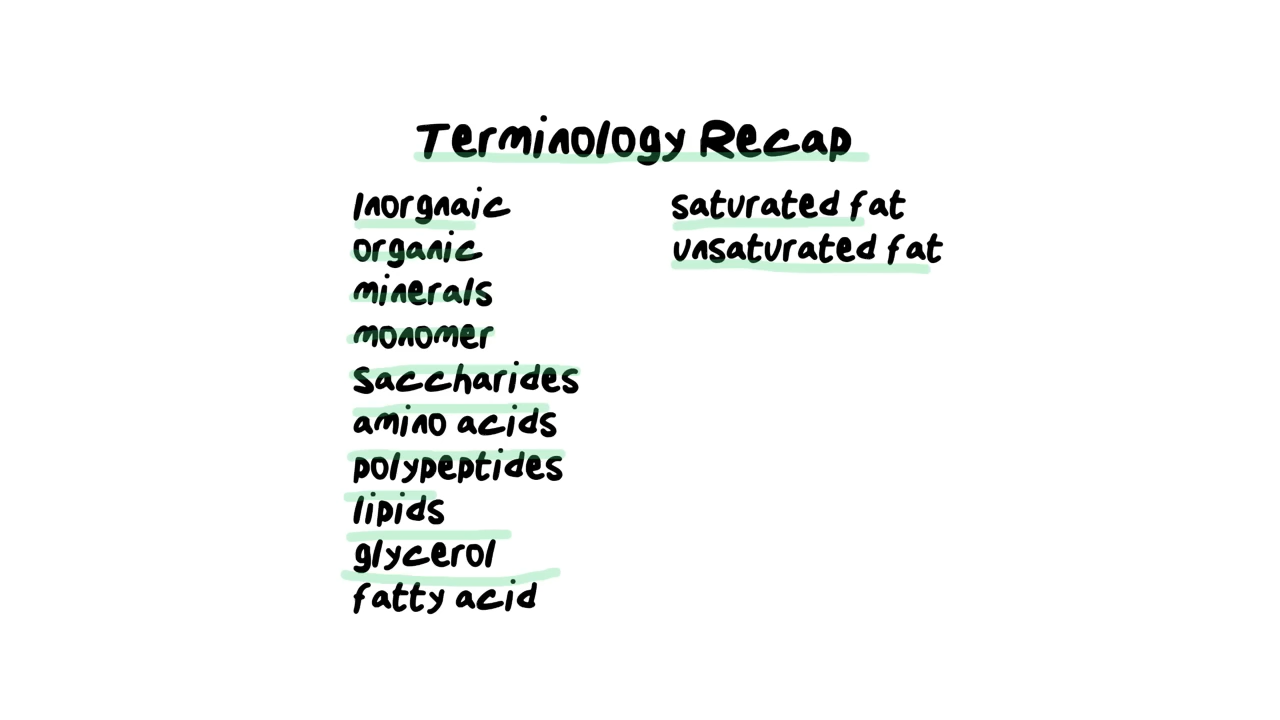 Terminology Recap
Inorgnaic
organic
minerals
monomer
saccharides
amino acids
polypeptides
lipids
glycerol
fatty acid
saturated fat
unsaturated fat